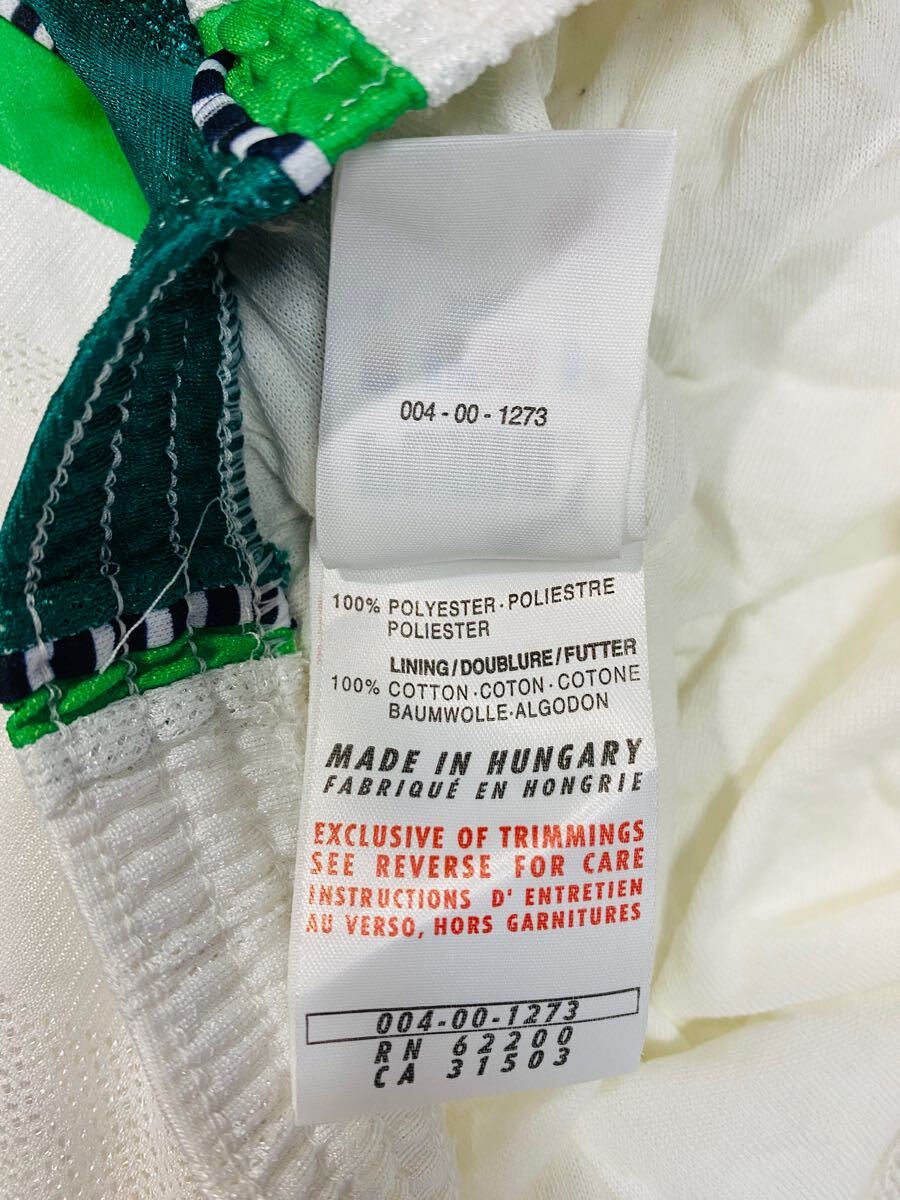 004-00-1273
100% POLYESTER·POLIESTRE
POLIESTER
LINING/DOUBLURE/FUTTER
100% COTTON·COTON·COTONE
BAUMWOLLE·ALGODON
MADE IN HUNGARY
FABRIQUÉ EN HONGRIE
EXCLUSIVE OF TRIMMINGS
SEE REVERSE FOR CARE
INSTRUCTIONS D' ENTRETIEN
AU VERSO, HORS GARNITURES
004-00-1273
RN 62200
CA 31503